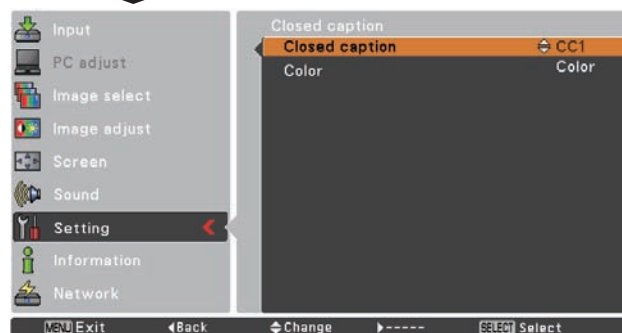 Input
PC adjust
Image select
Image adjust
Screen
Sound
Setting
Information
Network
Closed caption
Closed caption CC1
Color Color
MENU Exit Back Change ----- SELECT Select